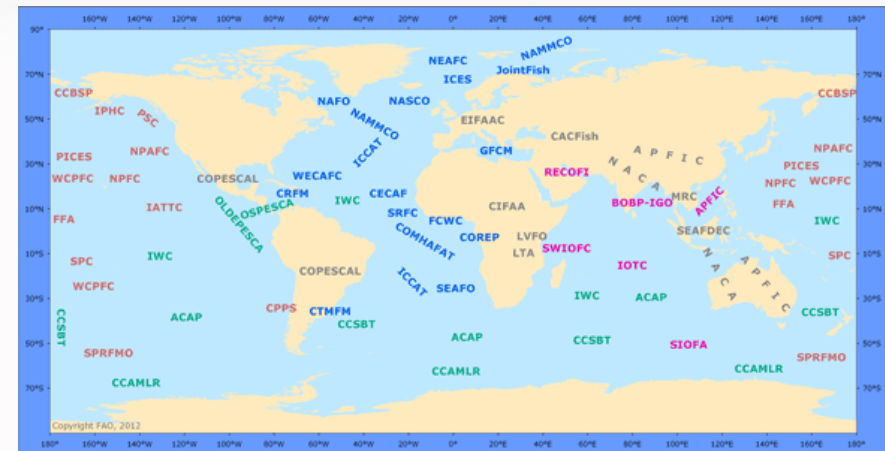 160°W 140°W 120°W 100°W 80°W 60°W 40°W 20°W 0° 20°E 40°E 60°E 80°E 100°E 120°E 140°E 160°E 180°
90°
70°N
50°N
30°N
10°N
10°S
30°S
50°S
70°S
NEAFC
NAMMCO
ICES
JointFish
CCBSP
IPHC
PSC
NAFO
NASCO
NAMMCO
CCBSP
EIFAAC
CACFish
NPAFC
ICCAT
GFCM
APFIC
NPAFC
PICES
PICES
WCPFC
NPFC
COPESCAL
WECAFC
RECOFI
NACA
NPFC
WCPFC
CRFM
IWC
CECAF
CIFAA
BOBP-IGO
MRC
APFIC
FFA
FFA
IATTC
OSPESCA
OLDEPESCA
SRFC
FCWC
COMHAFAT
COREP
LVFO
LTA
SWIOFC
SEAFDEC
IWC
SPC
IWC
COPESCAL
IOTC
SPC
WCPFC
ICCAT
SEAFO
IWC
ACAP
NACA
APFIC
CCSBT
ACAP
CPPS
CTMFM
CCSBT
CCSBT
ACAP
CCSBT
SIOFA
SPRFMO
SPRFMO
CCAMLR
CCAMLR
CCAMLR
Copyright FAO, 2012
180° 160°W 140°W 120°W 100°W 80°W 60°W 40°W 20°W 0° 20°E 40°E 60°E 80°E 100°E 120°E 140°E 160°E 180°
70°N
50°N
30°N
10°N
10°S
30°S
50°S
70°S